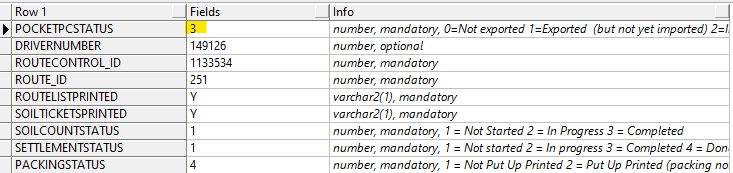 Row 1 Fields Info
POCKETPCSTATUS 3 number, mandatory, 0=Not exported 1=Exported (but not yet imported) 2=I
DRIVERNUMBER 149126 number, optional
ROUTECONTROL_ID 1133534 number, mandatory
ROUTE_ID 251 number, mandatory
ROUTELISTPRINTED Y varchar2(1), mandatory
SOILTICKETSPRINTED Y varchar2(1), mandatory
SOILCOUNTSTATUS 1 number, mandatory, 1 = Not Started 2 = In Progress 3 = Completed
SETTLEMENTSTATUS 1 number, mandatory, 1 = Not started 2 = In progress 3 = Completed 4 = Don
PACKINGSTATUS 4 number, mandatory, 1 = Not Put Up Printed 2 = Put Up Printed (packing no